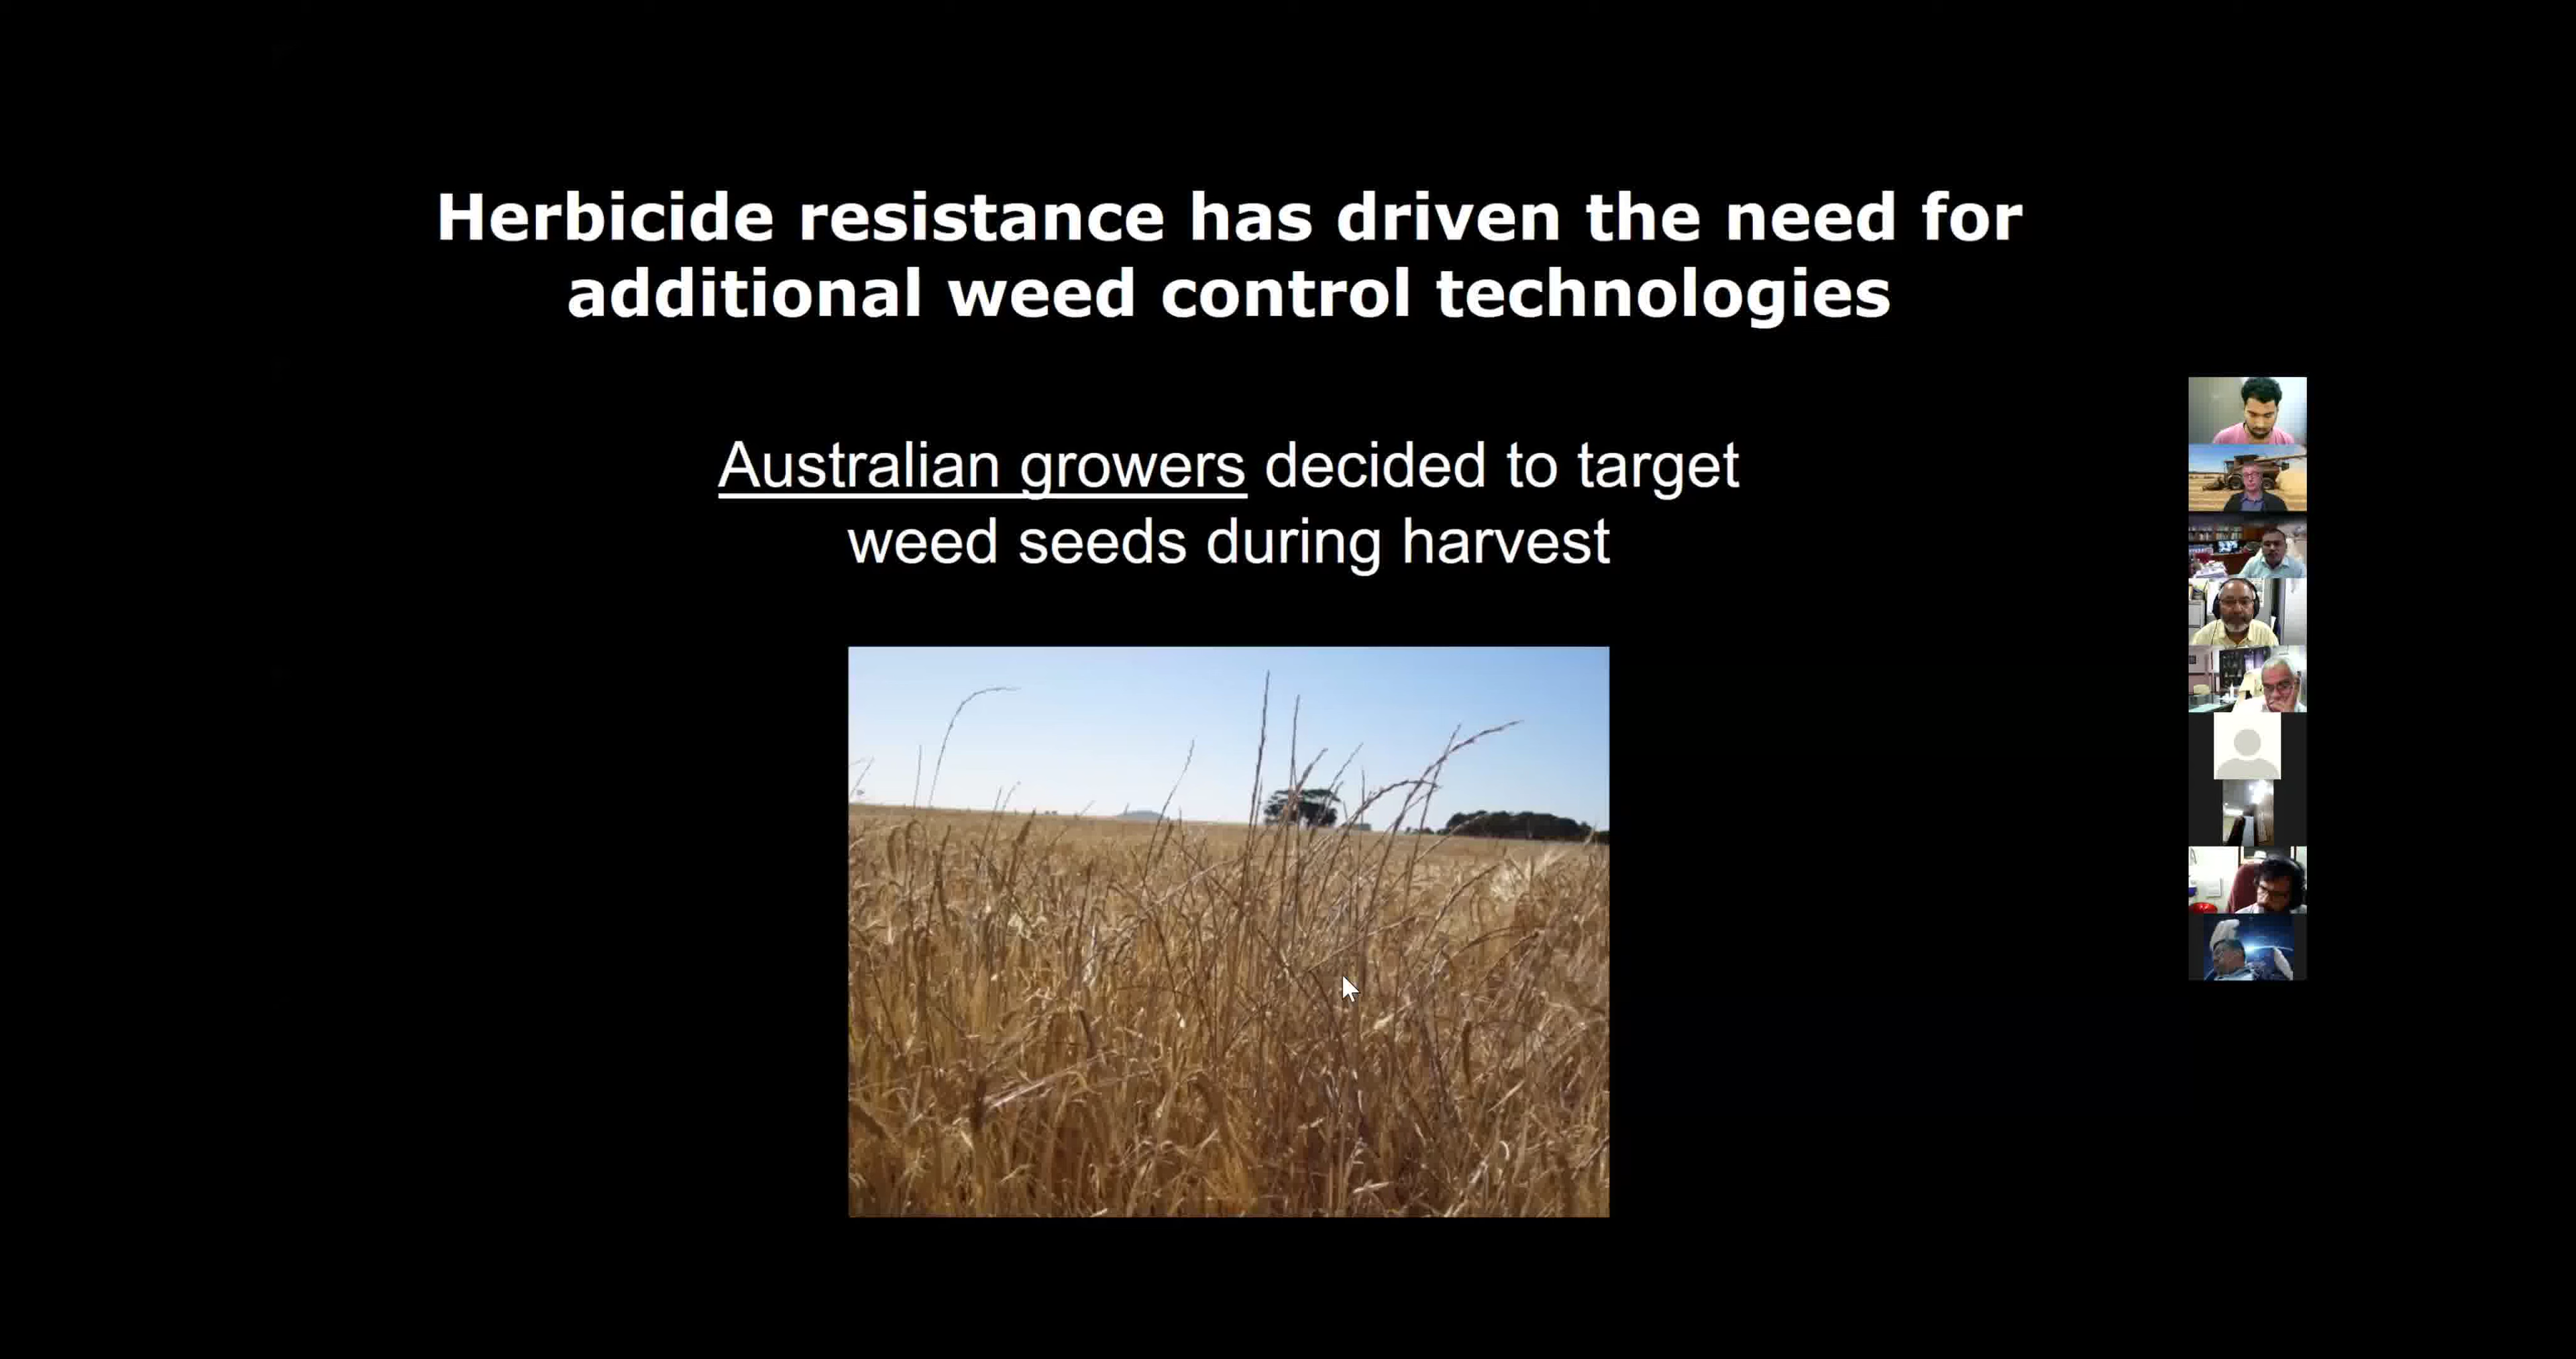 Herbicide resistance has driven the need for
additional weed control technologies
Australian growers decided to target
weed seeds during harvest